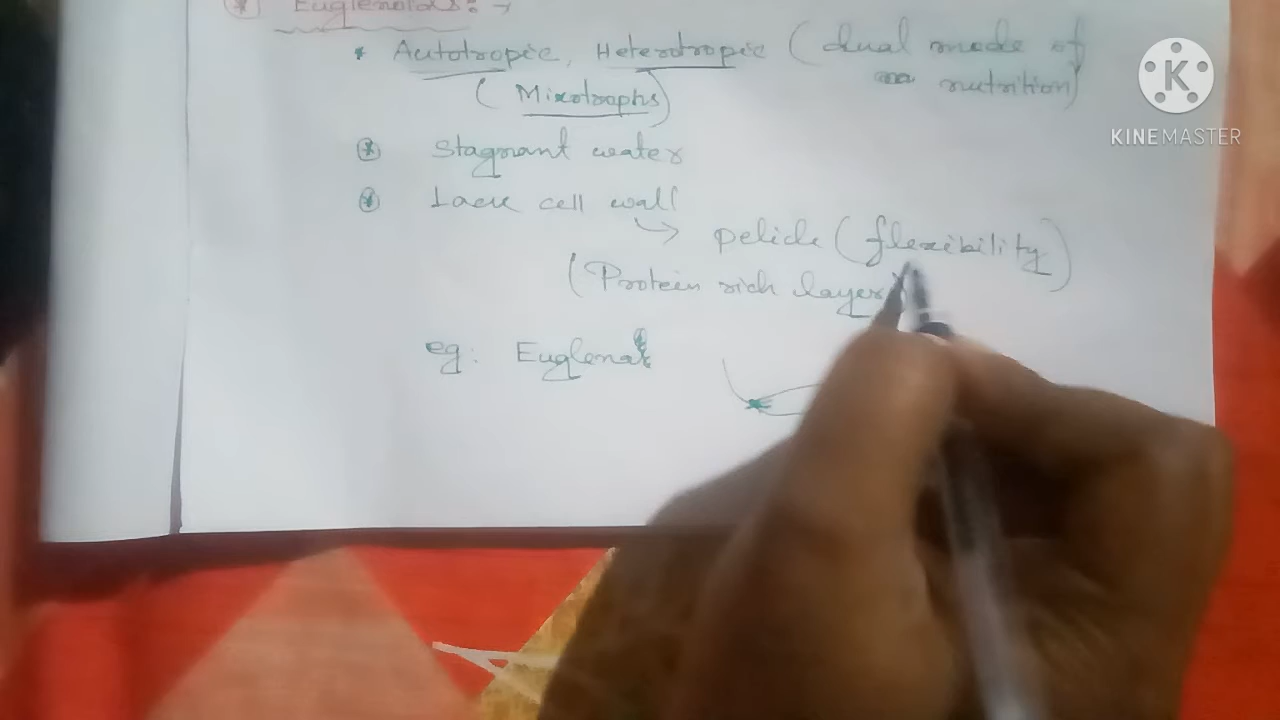 Euglenoids: →
* Autotropic, Heterotropic (dual mode of
nutrition)
(Mixotrophs)
* Stagnant water
* Lack cell wall
→ pelicle (flexibility)
(Protein rich layer
eg: Euglena
K
KINEMASTER